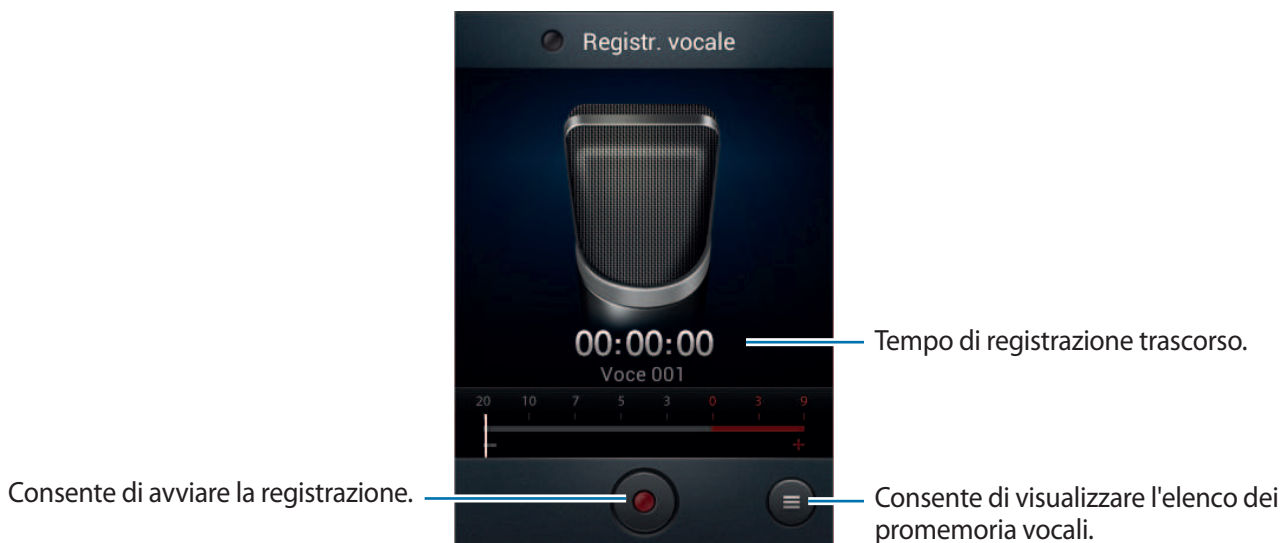 Registr. vocale
00:00:00
Tempo di registrazione trascorso.
Voce 001
20 10 7 5 3 0 3 9
- +
Consente di avviare la registrazione.
Consente di visualizzare l'elenco dei
promemoria vocali.